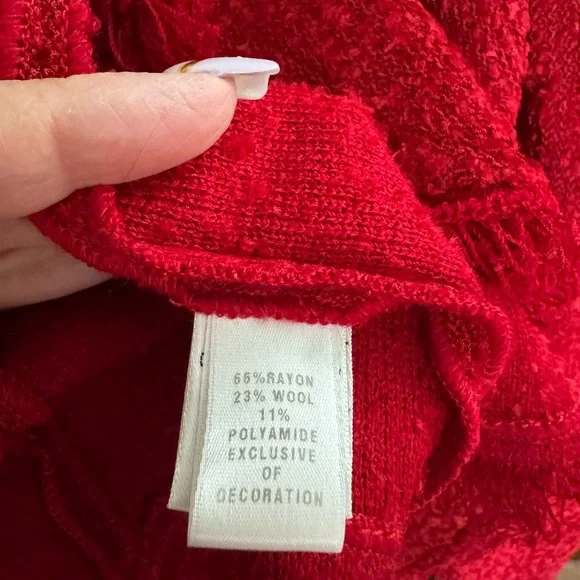 66%RAYON
23% WOOL
11%
POLYAMIDE
EXCLUSIVE
OF
DECORATION